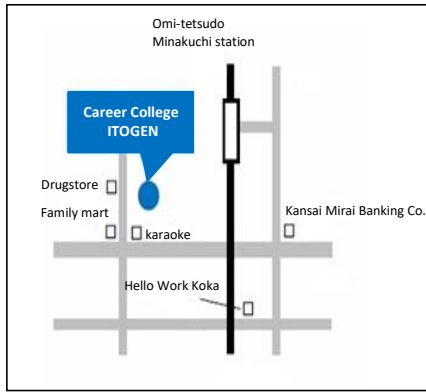 Omi-tetsudo
Minakuchi station
Career College
ITOGEN
Drugstore
Family mart
karaoke
Kansai Mirai Banking Co.
Hello Work Koka